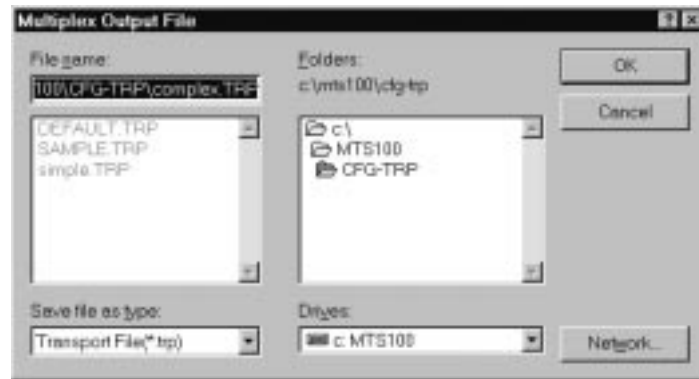 Multiplex Output File
File name:
100\CFG-TRP\complex.TRP
DEFAULT.TRP
SAMPLE.TRP
simple.TRP
Save file as type:
Transport File(*.trp)
Folders:
c:\mts100\cfg-trp
c:\
MTS100
CFG-TRP
Drives:
c: MTS100
OK
Cancel
Network...